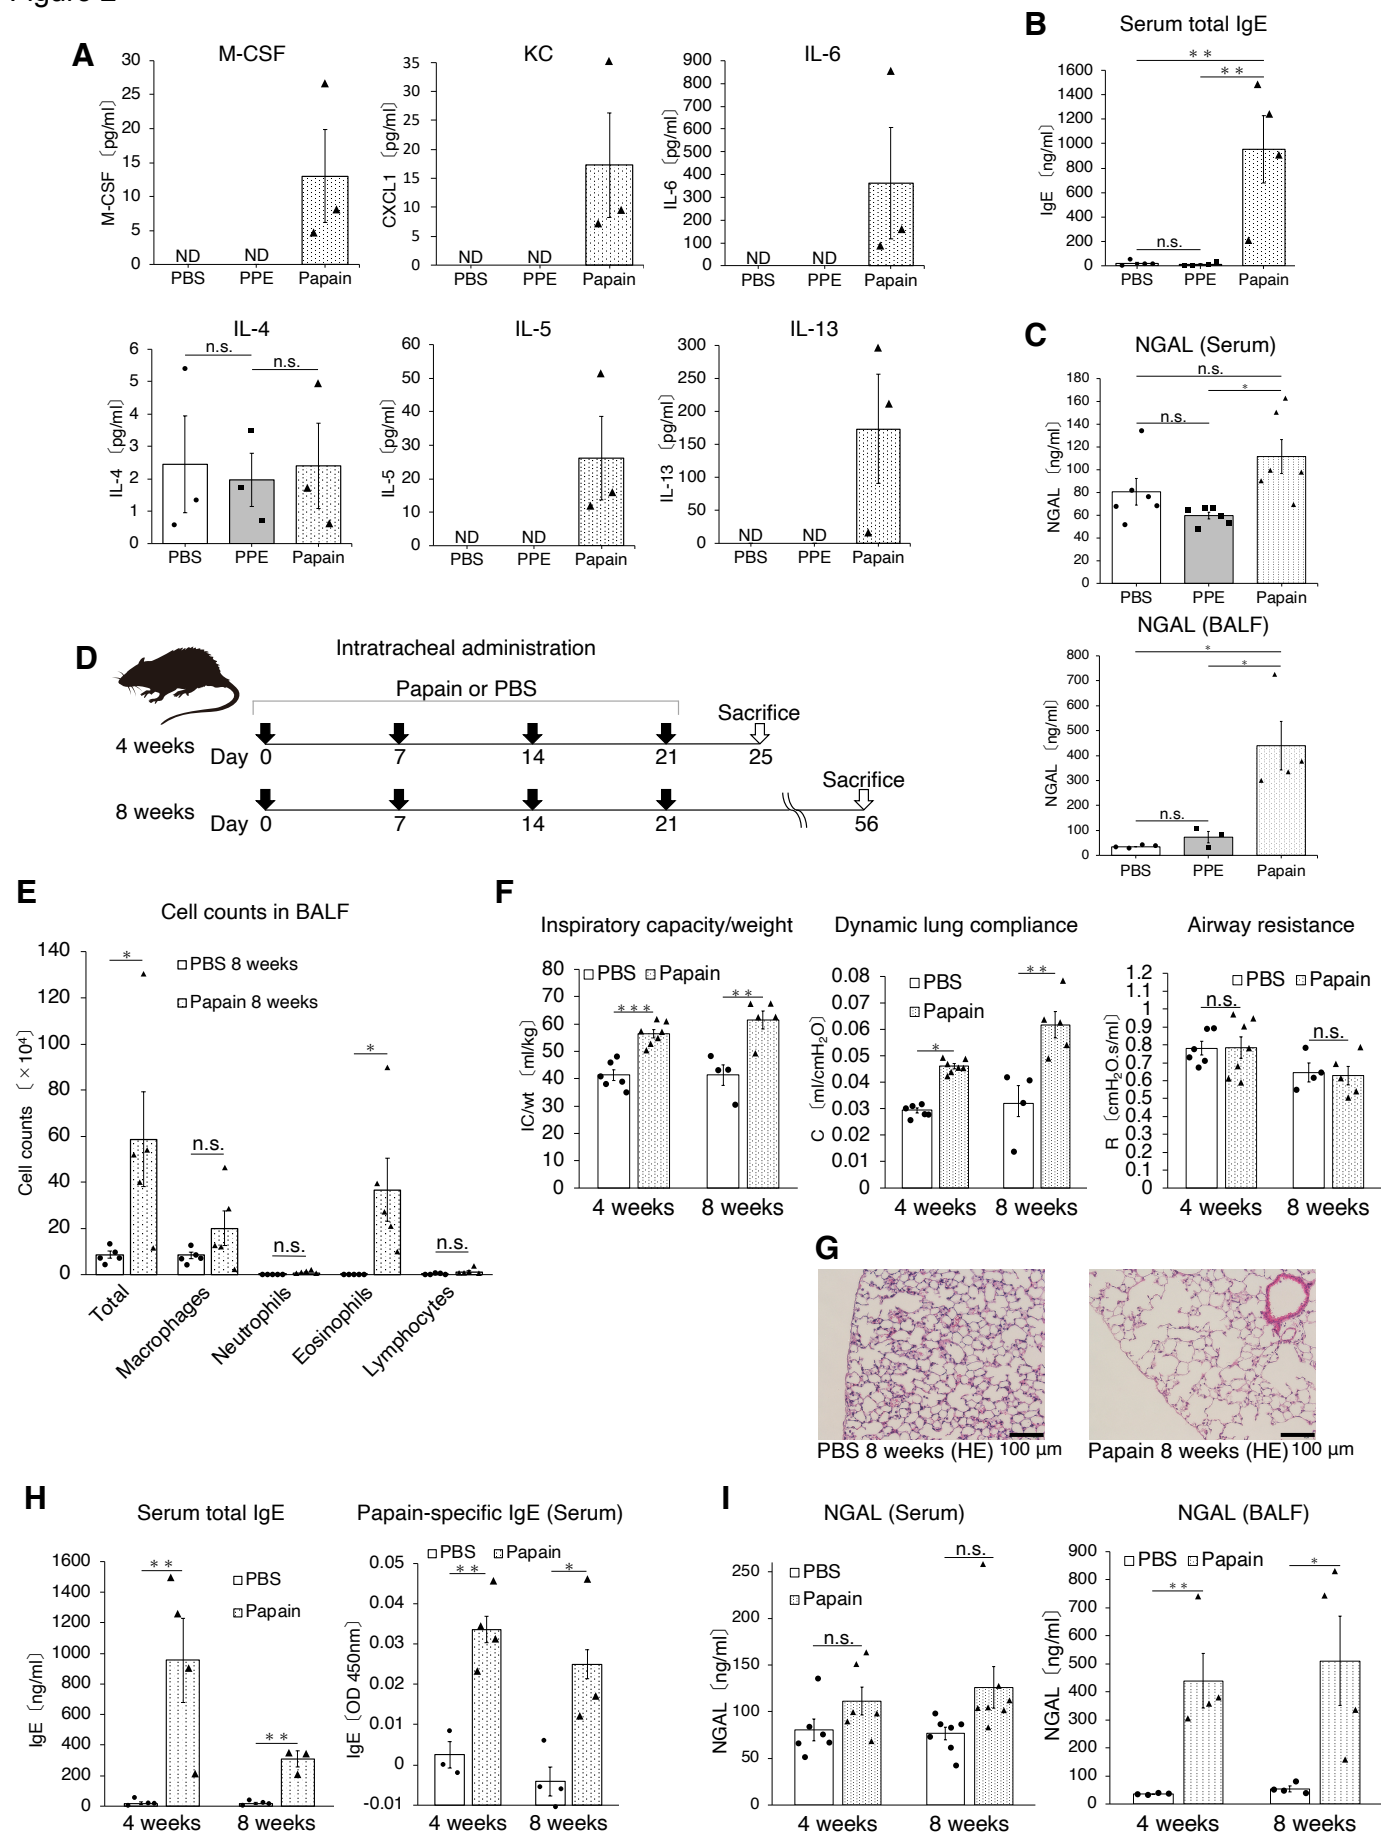 Figure 2
A
M-CSF
M-CSF 〔pg/ml〕
30
25
20
15
10
5
0
ND
ND
PBS
PPE
Papain
KC
CXCL1 〔pg/ml〕
35
30
25
20
15
10
5
0
ND
ND
PBS
PPE
Papain
IL-6
IL-6 〔pg/ml〕
900
800
700
600
500
400
300
200
100
0
ND
ND
PBS
PPE
Papain
IL-4
IL-4 〔pg/ml〕
6
5
4
3
2
1
0
n.s.
n.s.
PBS
PPE
Papain
IL-5
IL-5 〔pg/ml〕
60
50
40
30
20
10
0
ND
ND
PBS
PPE
Papain
IL-13
IL-13 〔pg/ml〕
300
250
200
150
100
50
0
ND
ND
PBS
PPE
Papain
B
Serum total IgE
IgE 〔ng/ml〕
1600
1400
1200
1000
800
600
400
200
0
**
**
n.s.
PBS
PPE
Papain
C
NGAL (Serum)
NGAL 〔ng/ml〕
180
160
140
120
100
80
60
40
20
0
n.s.
*
n.s.
PBS
PPE
Papain
NGAL (BALF)
NGAL 〔ng/ml〕
800
700
600
500
400
300
200
100
0
*
*
n.s.
PBS
PPE
Papain
D
Intratracheal administration
Papain or PBS
Sacrifice
4 weeks
Day 0 7 14 21 25
Sacrifice
8 weeks
Day 0 7 14 21 56
E
Cell counts in BALF
Cell counts 〔×10⁴〕
140
120
100
80
60
40
20
0
PBS 8 weeks
Papain 8 weeks
*
n.s.
n.s.
*
n.s.
Total
Macrophages
Neutrophils
Eosinophils
Lymphocytes
F
Inspiratory capacity/weight
IC/wt 〔ml/kg〕
80
70
60
50
40
30
20
10
0
PBS Papain
***
**
4 weeks 8 weeks
Dynamic lung compliance
C 〔ml/cmH₂O〕
0.08
0.07
0.06
0.05
0.04
0.03
0.02
0.01
0
PBS
Papain
*
**
4 weeks 8 weeks
Airway resistance
R 〔cmH₂O.s/ml〕
1.2
1.1
1
0.9
0.8
0.7
0.6
0.5
0.4
0.3
0.2
0.1
0
PBS Papain
n.s.
n.s.
4 weeks 8 weeks
G
PBS 8 weeks (HE) 100 μm
Papain 8 weeks (HE) 100 μm
H
Serum total IgE
IgE 〔ng/ml〕
1600
1400
1200
1000
800
600
400
200
0
**
PBS
Papain
**
4 weeks 8 weeks
Papain-specific IgE (Serum)
IgE〔OD 450nm〕
0.05
0.04
0.03
0.02
0.01
0
-0.01
PBS Papain
**
*
4 weeks 8 weeks
I
NGAL (Serum)
NGAL 〔ng/ml〕
250
200
150
100
50
0
PBS
Papain
n.s.
n.s.
4 weeks 8 weeks
NGAL (BALF)
NGAL 〔ng/ml〕
900
800
700
600
500
400
300
200
100
0
PBS Papain
**
*
4 weeks 8 weeks